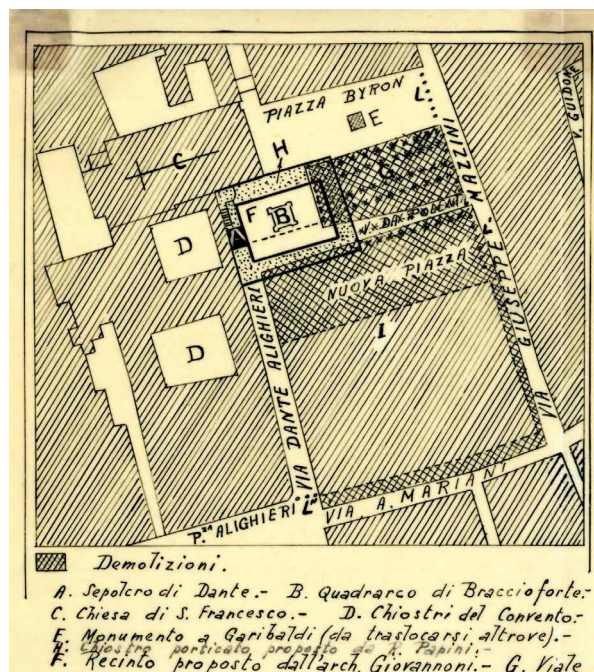 V. GUIDONE
PIAZZA BYRON
L
E
H
C
G
F
B
A
D
NUOVA PIAZZA
L'
D
I
VIA DANTE ALIGHIERI
VIA GIUSEPPE MAZZINI
P.ZA ALIGHIERI
L"
VIA. A. MARIANI
Demolizioni.
A. Sepolcro di Dante.- B. Quadrarco di Braccioforte.-
C. Chiesa di S. Francesco.- D. Chiostri del Convento.-
E. Monumento a Garibaldi (da traslocarsi altrove).-
H. Chiostro porticato proposto da R. Papini.-
F. Recinto proposto dall'arch. Giovannoni.- G. Viale